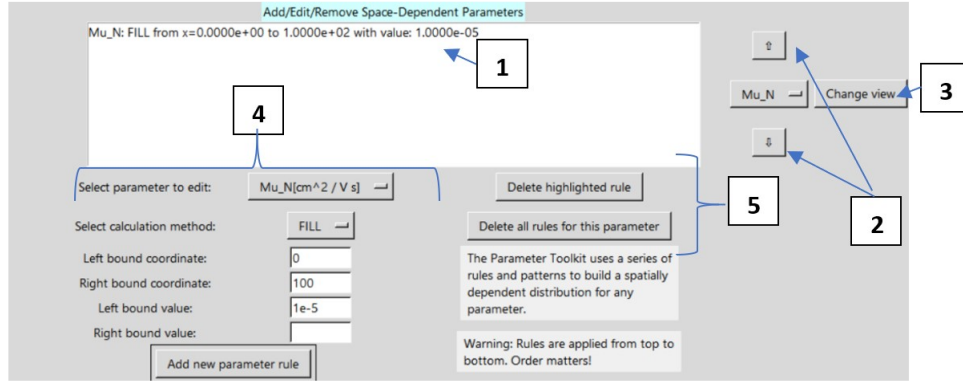 Add/Edit/Remove Space-Dependent Parameters
Mu_N: FILL from x=0.0000e+00 to 1.0000e+02 with value: 1.0000e-05
1
⇧
Mu_N
Change view
3
4
⇩
Select parameter to edit:
Mu_N[cm^2 / V s]
Delete highlighted rule
5
2
Select calculation method:
FILL
Delete all rules for this parameter
Left bound coordinate:
0
Right bound coordinate:
100
Left bound value:
1e-5
Right bound value:
Add new parameter rule
The Parameter Toolkit uses a series of
rules and patterns to build a spatially
dependent distribution for any
parameter.
Warning: Rules are applied from top to
bottom. Order matters!